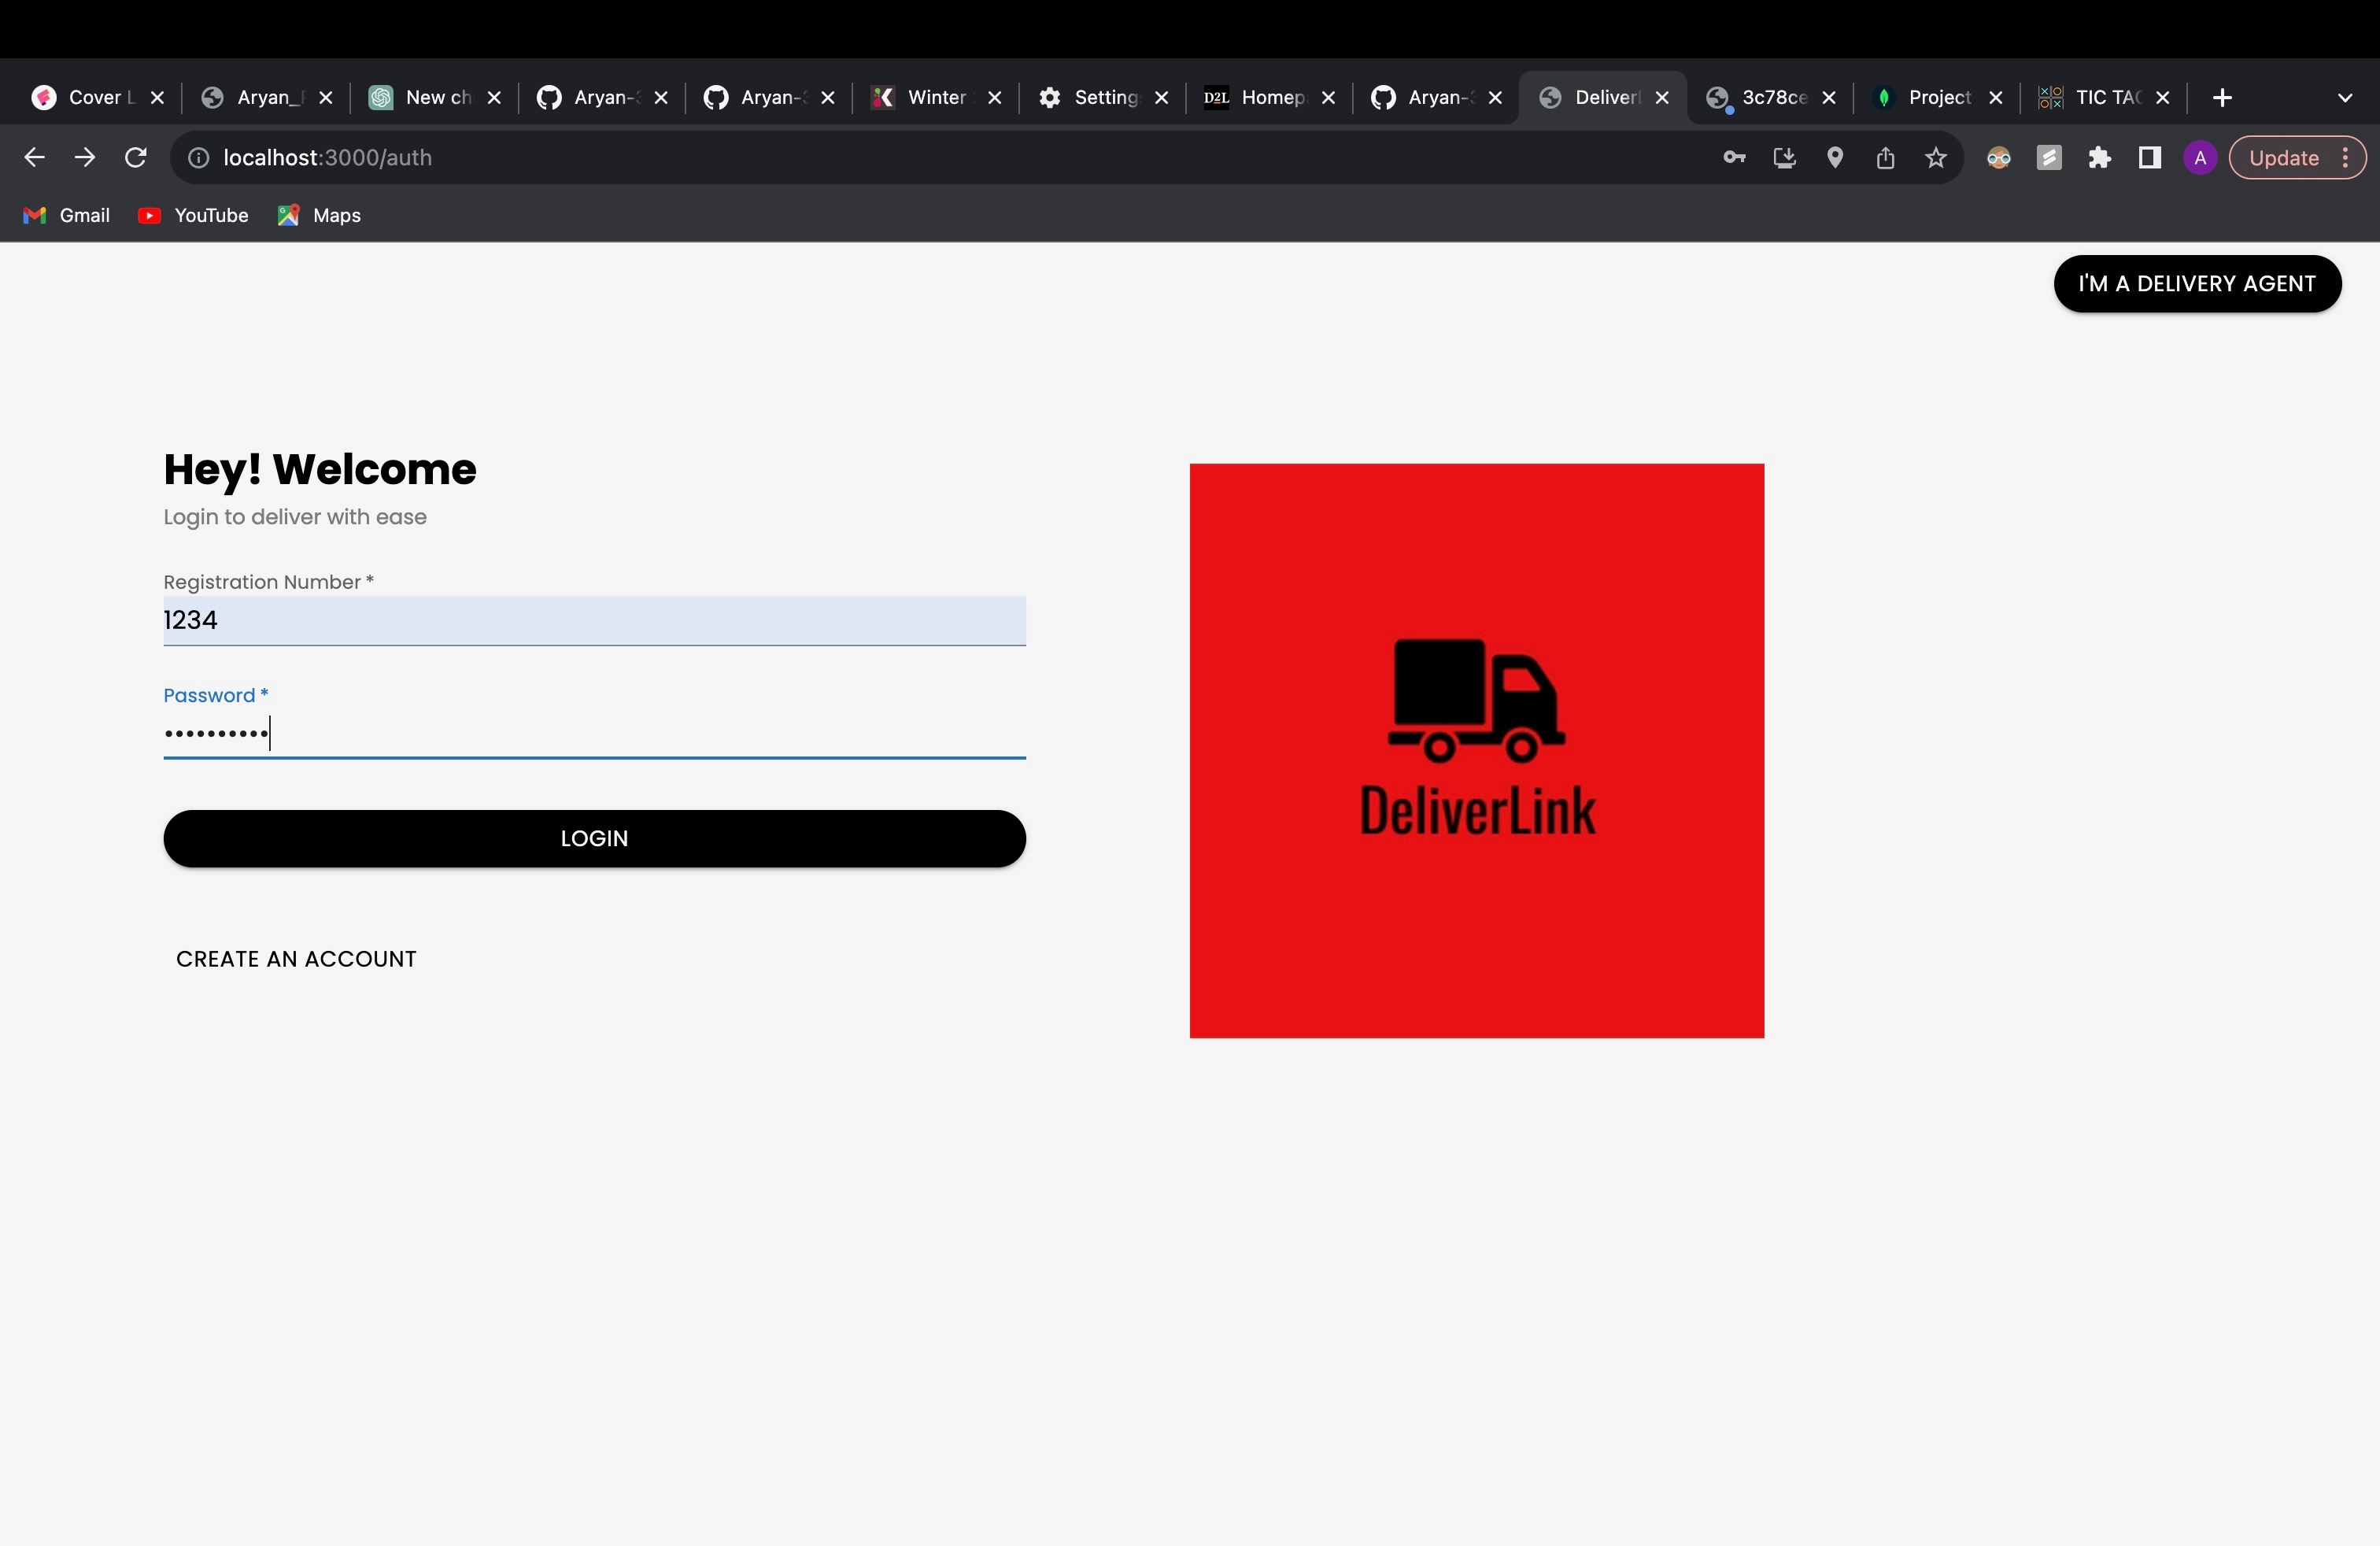 Cover L Aryan_ New ch Aryan- Aryan- Winter Setting Homep Aryan- Deliver 3c78ce Project TIC TAC
localhost:3000/auth A Update
Gmail YouTube Maps
I'M A DELIVERY AGENT
Hey! Welcome
Login to deliver with ease
Registration Number *
1234
Password *
••••••••••
LOGIN
CREATE AN ACCOUNT
DeliverLink